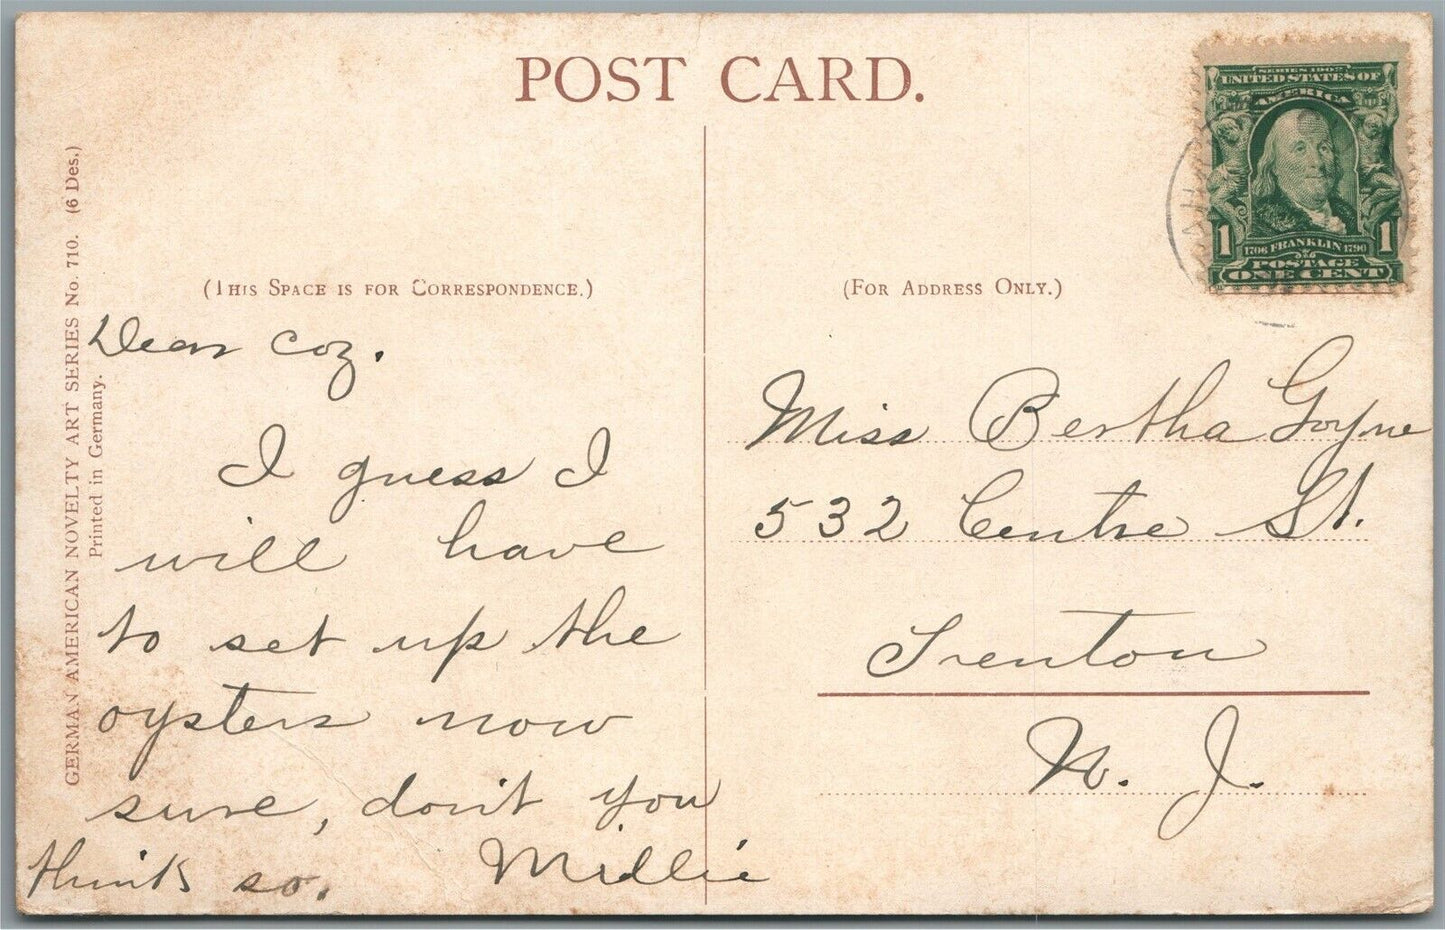 POST CARD.
GERMAN AMERICAN NOVELTY ART SERIES No. 710. (6 Des.)
Printed in Germany.
(THIS SPACE IS FOR CORRESPONDENCE.)
Dear Coz.
I guess I
will have
to set up the
oysters now
sure, don't you
think so.
Millie
(FOR ADDRESS ONLY.)
SERIES 1902
UNITED STATES OF
AMERICA
1 1
1706 FRANKLIN 1790
POSTAGE
ONE CENT
Miss Bertha Goyne
532 Centre St.
Trenton
N. J.